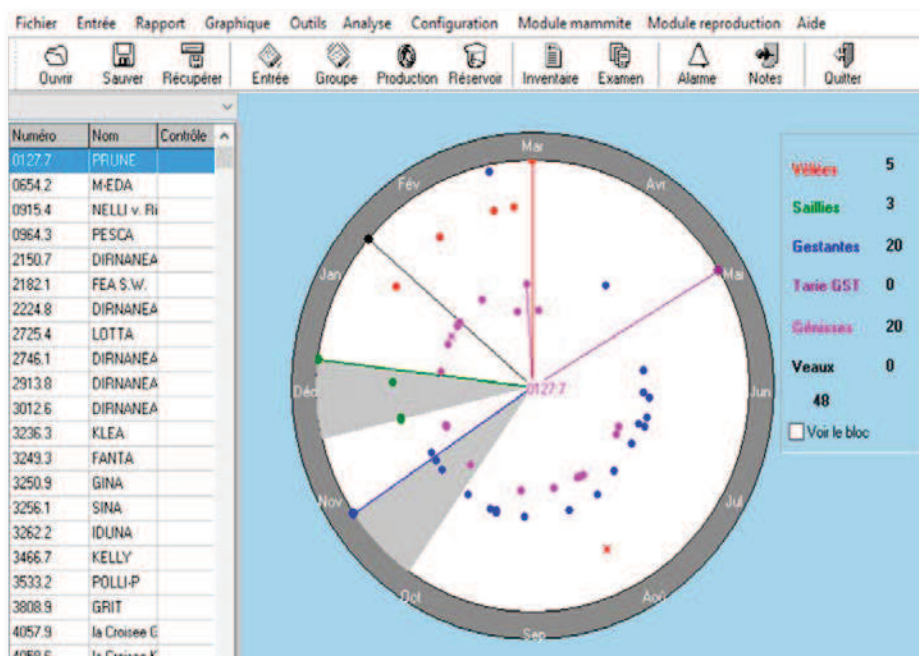 Fichier Entrée Rapport Graphique Outils Analyse Configuration Module mammite Module reproduction Aide
Ouvrir Sauver Récupérer Entrée Groupe Production Réservoir Inventaire Examen Alarme Notes Quitter
Numéro Nom Contrôle
0127.7 PRUNE
0654.2 M-EDA
0915.4 NELLI v. Ri
0964.3 PESCA
2150.7 DIRNANEA
2182.1 FEA S.W.
2224.8 DIRNANEA
2725.4 LOTTA
2746.1 DIRNANEA
2913.8 DIRNANEA
3012.6 DIRNANEA
3236.3 KLEA
3249.3 FANTA
3250.9 GINA
3256.1 SINA
3262.2 IDUNA
3466.7 KELLY
3533.2 POLLI-P
3808.9 GRIT
4057.9 la Croisee G
Mar
Avr
Mai
Jun
Jul
Aoû
Sep
Oct
Nov
Déc
Jan
Fév
0127.7
Vêlées 5
Saillies 3
Gestantes 20
Tarie GST 0
Génisses 20
Veaux 0
48
Voir le bloc